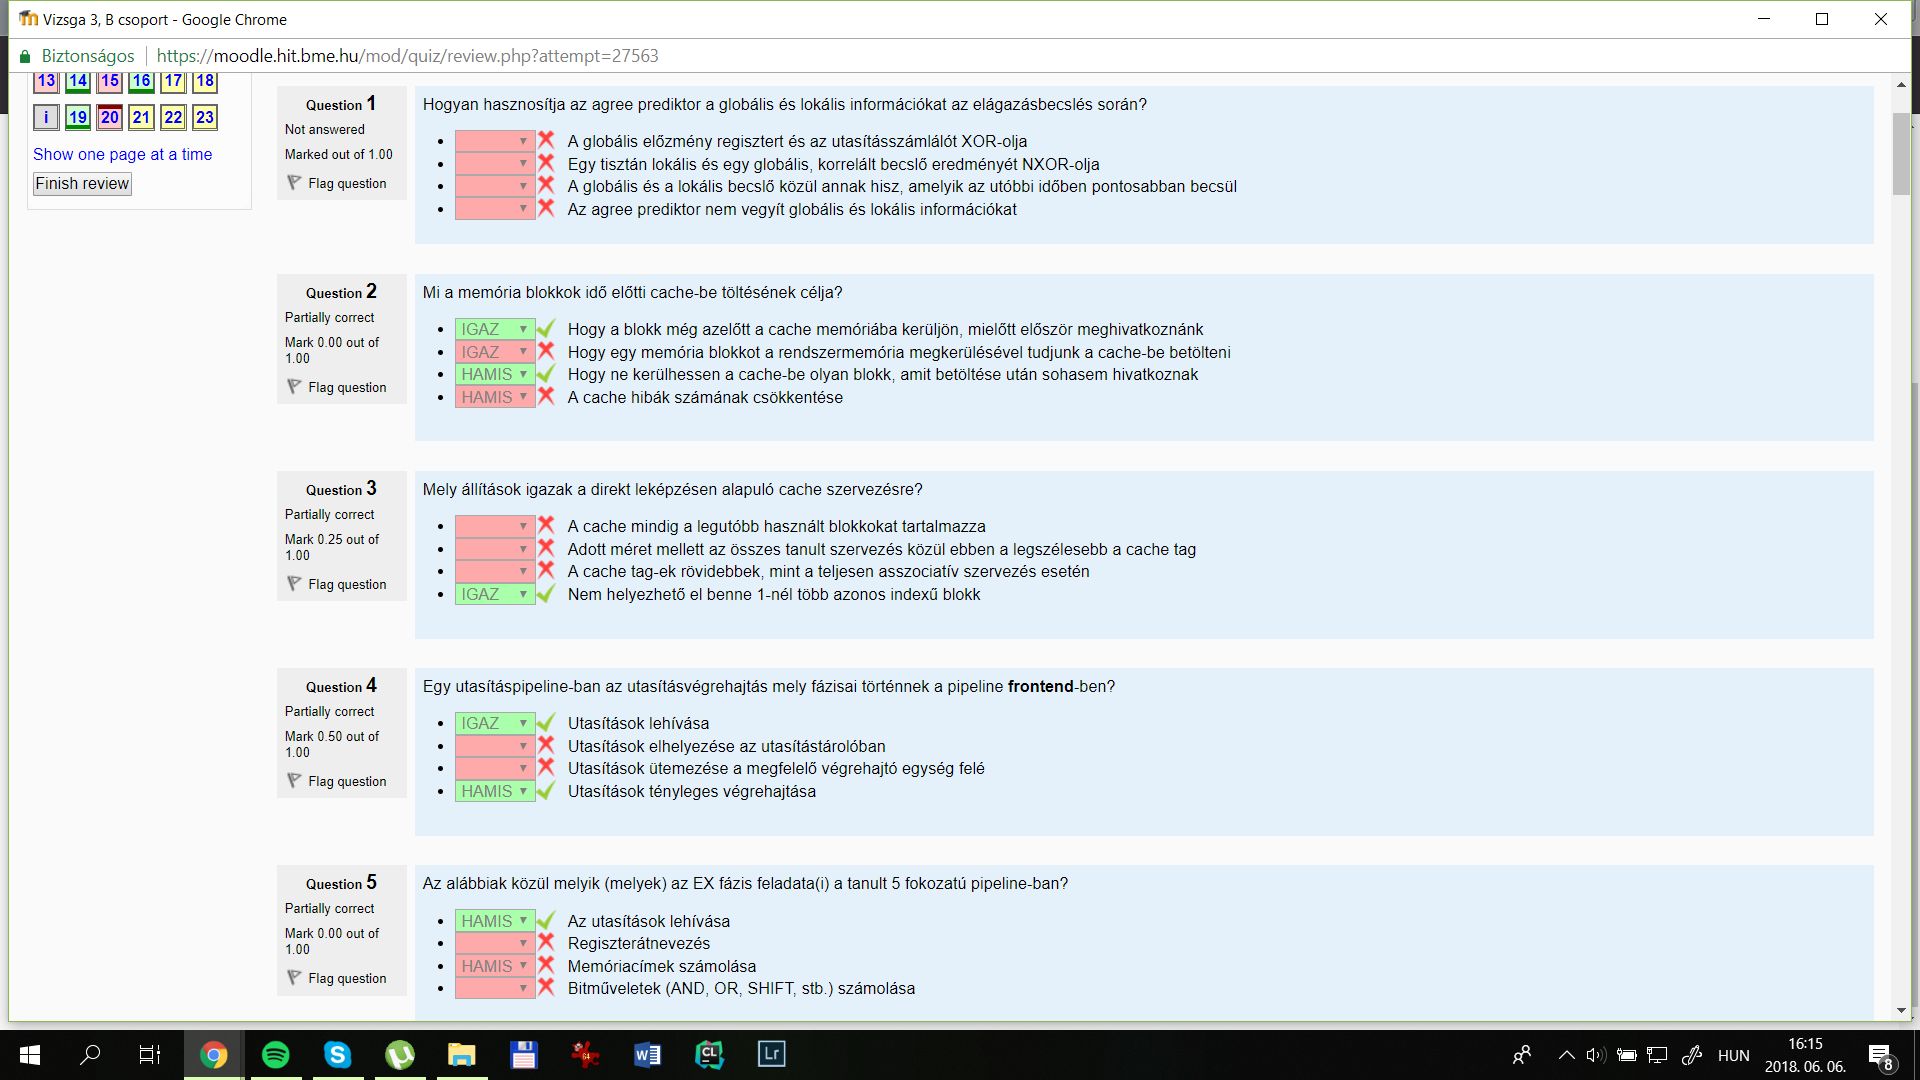 Vizsga 3, B csoport - Google Chrome
Biztonságos https://moodle.hit.bme.hu/mod/quiz/review.php?attempt=27563
13 14 15 16 17 18
i 19 20 21 22 23
Show one page at a time
Finish review
Question 1
Not answered
Marked out of 1.00
Flag question
Hogyan hasznosítja az agree prediktor a globális és lokális információkat az elágazásbecslés során?
A globális előzmény regisztert és az utasításszámlálót XOR-olja
Egy tisztán lokális és egy globális, korrelált becslő eredményét NXOR-olja
A globális és a lokális becslő közül annak hisz, amelyik az utóbbi időben pontosabban becsül
Az agree prediktor nem vegyít globális és lokális információkat
Question 2
Partially correct
Mark 0.00 out of
1.00
Flag question
Mi a memória blokkok idő előtti cache-be töltésének célja?
IGAZ Hogy a blokk még azelőtt a cache memóriába kerüljön, mielőtt először meghivatkoznánk
IGAZ Hogy egy memória blokkot a rendszermemória megkerülésével tudjunk a cache-be betölteni
HAMIS Hogy ne kerülhessen a cache-be olyan blokk, amit betöltése után sohasem hivatkoznak
HAMIS A cache hibák számának csökkentése
Question 3
Partially correct
Mark 0.25 out of
1.00
Flag question
Mely állítások igazak a direkt leképzésen alapuló cache szervezésre?
A cache mindig a legutóbb használt blokkokat tartalmazza
Adott méret mellett az összes tanult szervezés közül ebben a legszélesebb a cache tag
A cache tag-ek rövidebbek, mint a teljesen asszociatív szervezés esetén
IGAZ Nem helyezhető el benne 1-nél több azonos indexű blokk
Question 4
Partially correct
Mark 0.50 out of
1.00
Flag question
Egy utasításpipeline-ban az utasításvégrehajtás mely fázisai történnek a pipeline frontend-ben?
IGAZ Utasítások lehívása
Utasítások elhelyezése az utasítástárolóban
Utasítások ütemezése a megfelelő végrehajtó egység felé
HAMIS Utasítások tényleges végrehajtása
Question 5
Partially correct
Mark 0.00 out of
1.00
Flag question
Az alábbiak közül melyik (melyek) az EX fázis feladata(i) a tanult 5 fokozatú pipeline-ban?
HAMIS Az utasítások lehívása
Regiszterátnevezés
HAMIS Memóriacímek számolása
Bitműveletek (AND, OR, SHIFT, stb.) számolása
64
CL
Lr
HUN
16:15
2018. 06. 06.
8